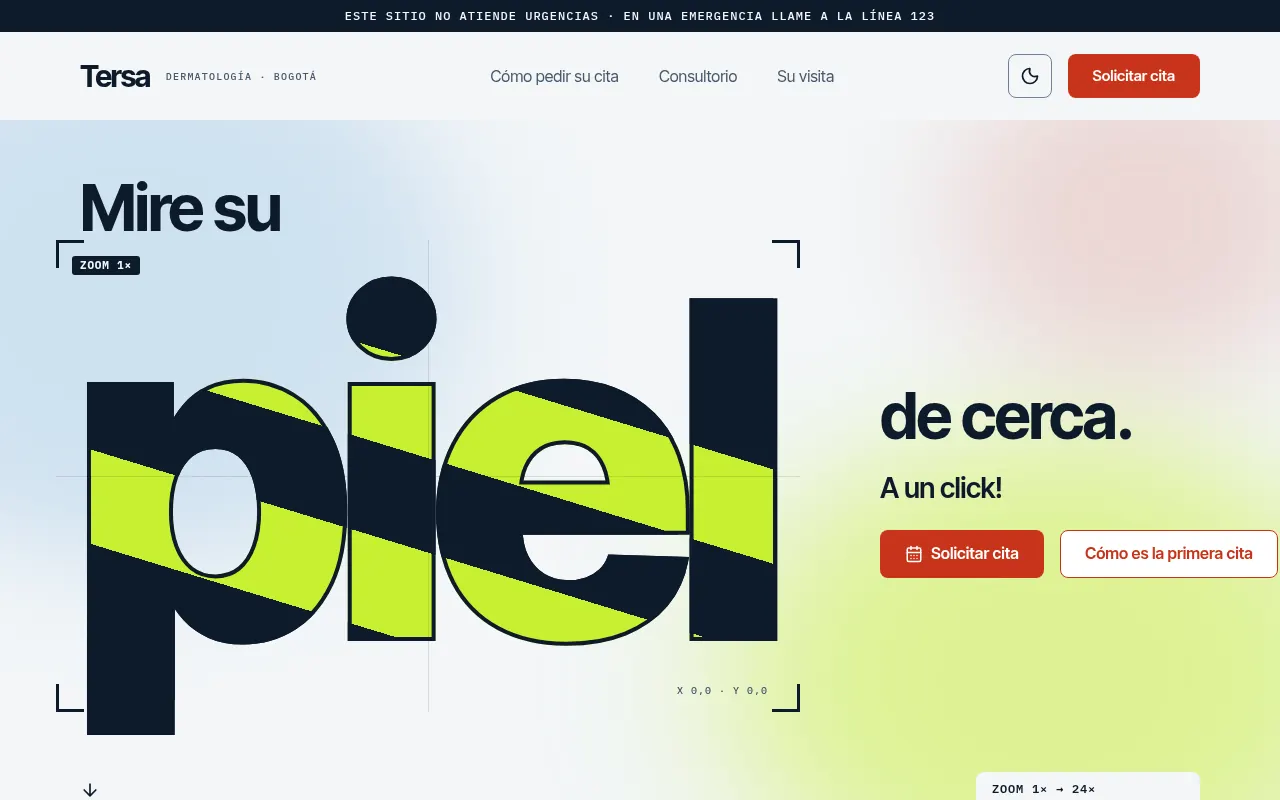 ESTE SITIO NO ATIENDE URGENCIAS · EN UNA EMERGENCIA LLAME A LA LÍNEA 123
Tersa
DERMATOLOGÍA · BOGOTÁ
Cómo pedir su cita
Consultorio
Su visita
Solicitar cita
Mire su
ZOOM 1×
piel
de cerca.
A un click!
Solicitar cita
Cómo es la primera cita
X 0,0 · Y 0,0
ZOOM 1× → 24×